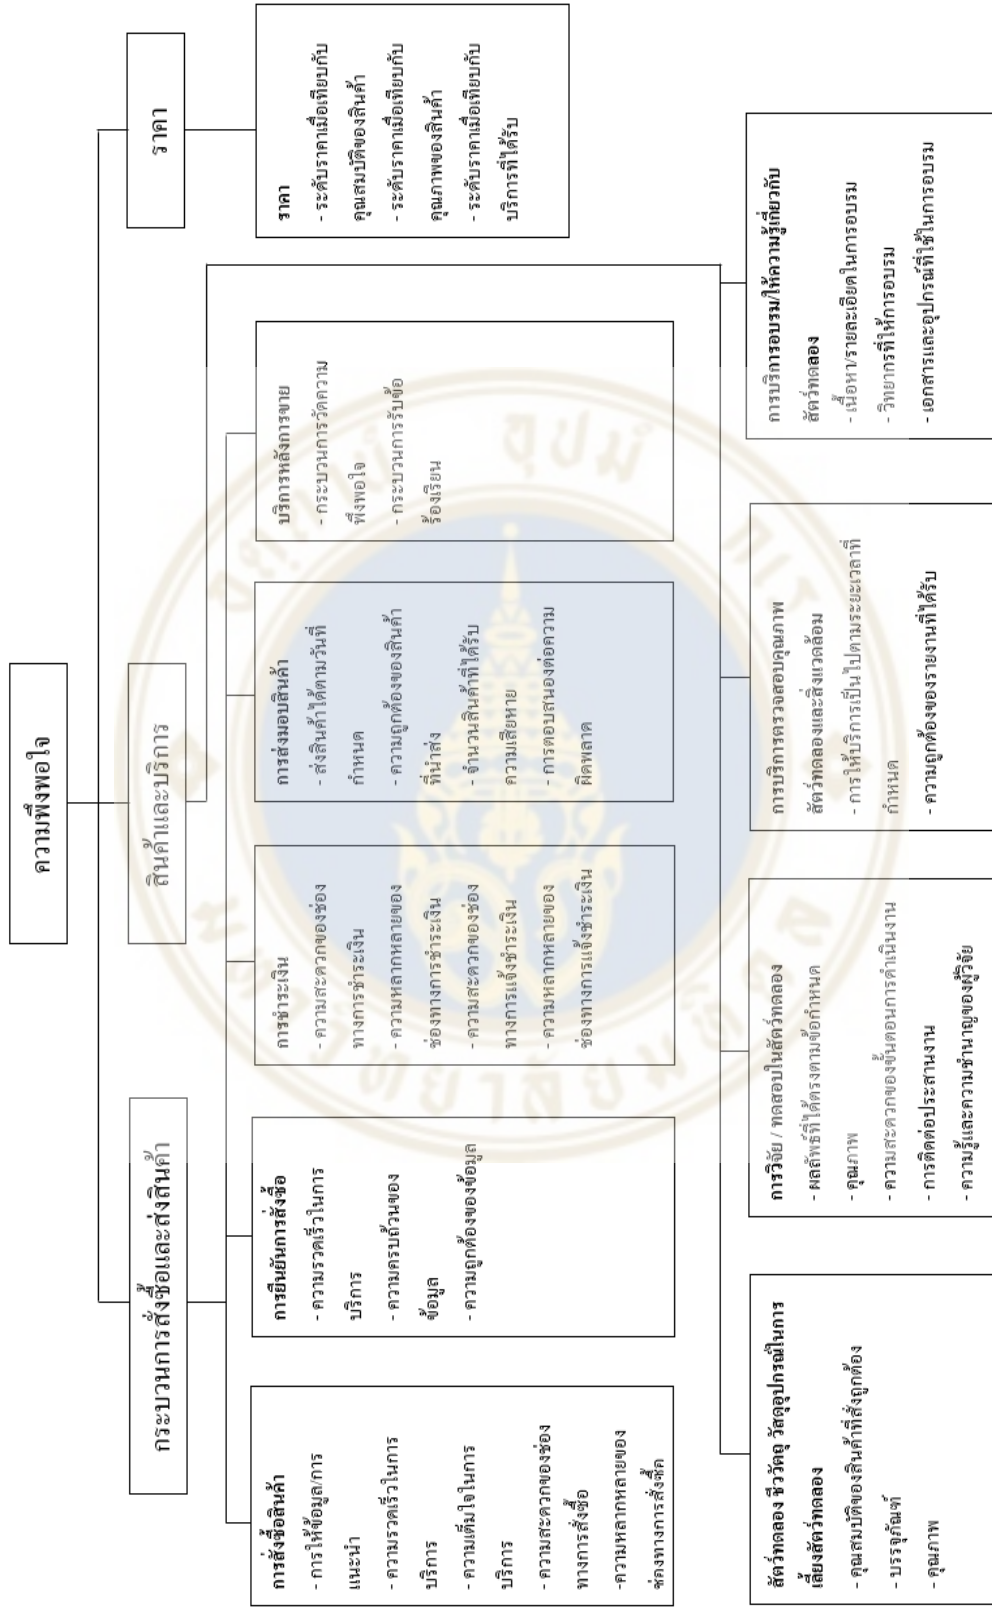 ความพึงพอใจ
กระบวนการสั่งซื้อและส่งสินค้า
สินค้าและบริการ
ราคา
การสั่งซื้อสินค้า
- การให้ข้อมูล/การ
แนะนำ
- ความรวดเร็วในการ
บริการ
- ความเต็มใจในการ
บริการ
- ความสะดวกของช่อง
ทางการสั่งซื้อ
-ความหลากหลายของ
ช่องทางการสั่งซื้อ
การยืนยันการสั่งซื้อ
- ความรวดเร็วในการ
บริการ
- ความครบถ้วนของ
ข้อมูล
- ความถูกต้องของข้อมูล
การชำระเงิน
- ความสะดวกของช่อง
ทางการชำระเงิน
- ความหลากหลายของ
ช่องทางการชำระเงิน
- ความสะดวกของช่อง
ทางการแจ้งชำระเงิน
- ความหลากหลายของ
ช่องทางการแจ้งชำระเงิน
การส่งมอบสินค้า
- ส่งสินค้าได้ตามวันที่
กำหนด
- ความถูกต้องของสินค้า
ที่นำส่ง
- จำนวนสินค้าที่ได้รับ
ความเสียหาย
- การตอบสนองต่อความ
ผิดพลาด
บริการหลังการขาย
- กระบวนการวัดความ
พึงพอใจ
- กระบวนการรับข้อ
ร้องเรียน
ราคา
- ระดับราคาเมื่อเทียบกับ
คุณสมบัติของสินค้า
- ระดับราคาเมื่อเทียบกับ
คุณภาพของสินค้า
- ระดับราคาเมื่อเทียบกับ
บริการที่ได้รับ
สัตว์ทดลอง ชีววัตถุ วัสดุอุปกรณ์ในการ
เลี้ยงสัตว์ทดลอง
- คุณสมบัติของสินค้าที่สั่งถูกต้อง
- บรรจุภัณฑ์
- คุณภาพ
การวิจัย / ทดสอบในสัตว์ทดลอง
- ผลลัพธ์ที่ได้ตรงตามข้อกำหนด
- คุณภาพ
- ความสะดวกของขั้นตอนการดำเนินงาน
- การติดต่อประสานงาน
- ความรู้และความชำนาญของผู้วิจัย
การบริการตรวจสอบคุณภาพ
สัตว์ทดลองและสิ่งแวดล้อม
- การให้บริการเป็นไปตามระยะเวลาที่
กำหนด
- ความถูกต้องของรายงานที่ได้รับ
การบริการอบรม/ให้ความรู้เกี่ยวกับ
สัตว์ทดลอง
- เนื้อหา/รายละเอียดในการอบรม
- วิทยากรที่ให้การอบรม
- เอกสารและอุปกรณ์ที่ใช้ในการอบรม